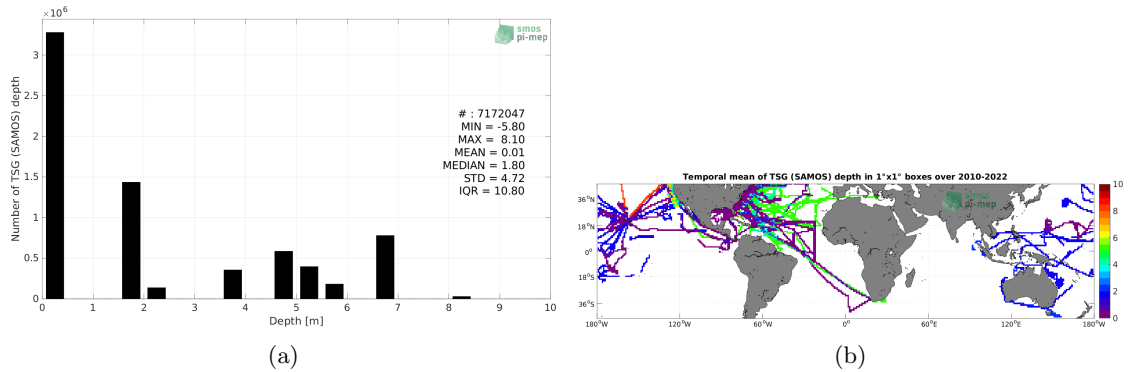 ×10⁶
smos
pi-mep
3.5
3
2.5
2
1.5
1
0.5
0
Number of TSG (SAMOS) depth
# : 7172047
MIN = -5.80
MAX = 8.10
MEAN = 0.01
MEDIAN = 1.80
STD = 4.72
IQR = 10.80
0 1 2 3 4 5 6 7 8 9 10
Depth [m]
(a)
Temporal mean of TSG (SAMOS) depth in 1°x1° boxes over 2010-2022
smos
pi-mep
36°N
18°N
0°
18°S
36°S
180°W 120°W 60°W 0° 60°E 120°E 180°W
10
8
6
4
2
0
(b)